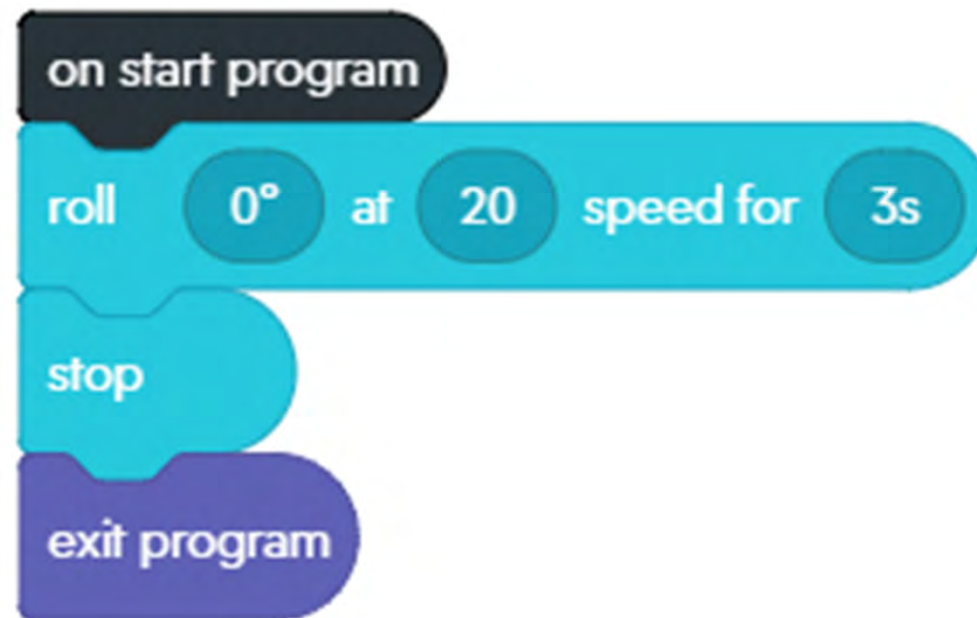 on start program
roll 0° at 20 speed for 3s
stop
exit program